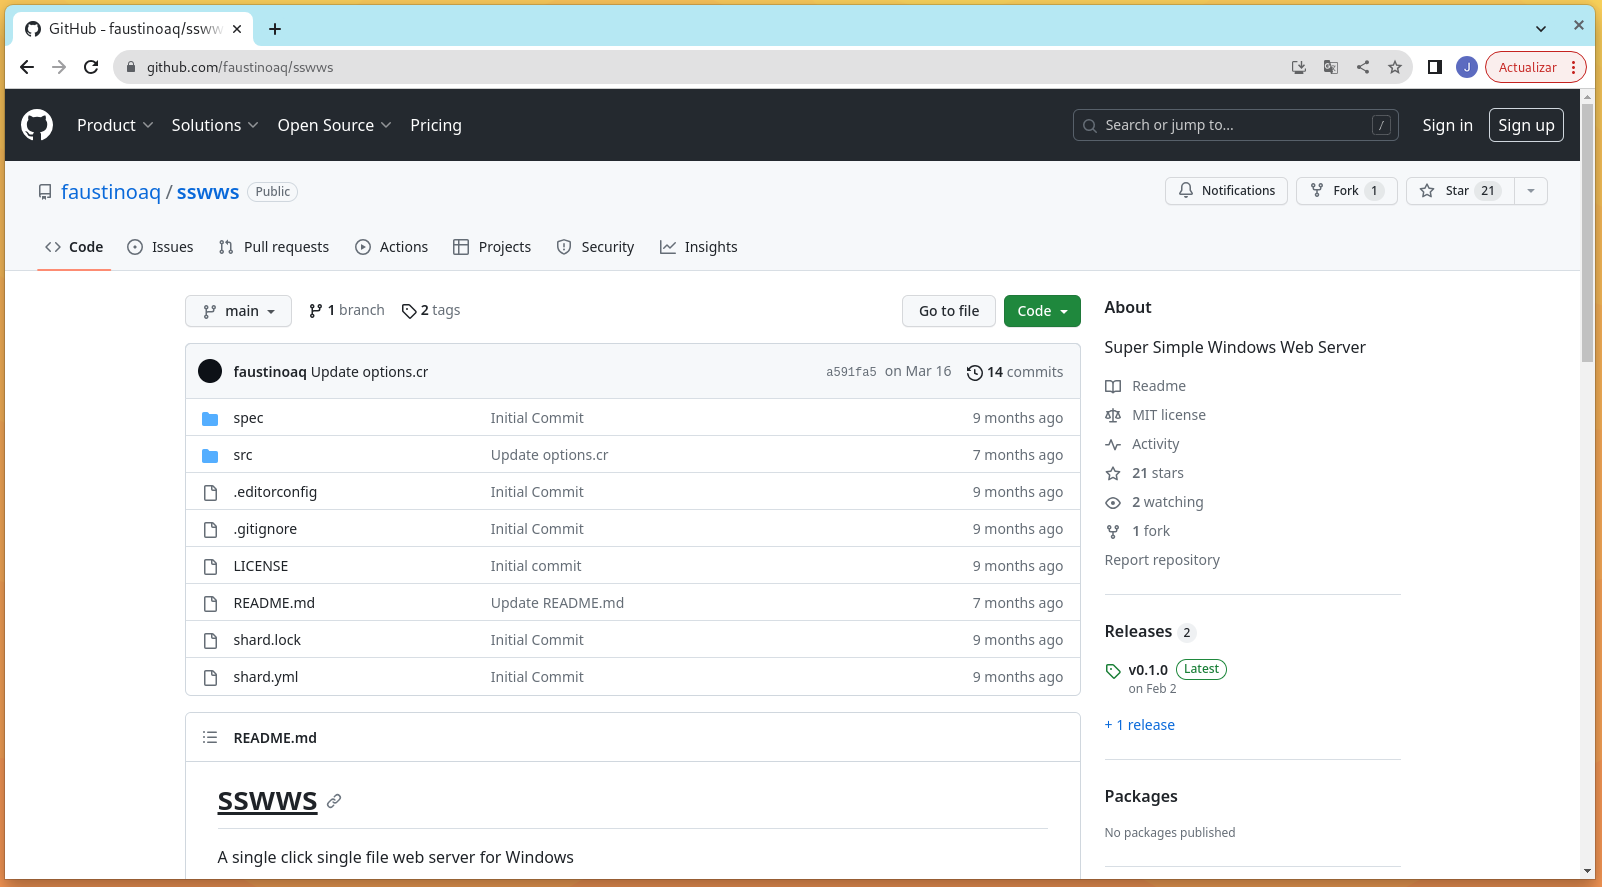 GitHub - faustinoaq/ssww
github.com/faustinoaq/sswws
J
Actualizar
Product
Solutions
Open Source
Pricing
Search or jump to...
/
Sign in
Sign up
faustinoaq / sswws
Public
Notifications
Fork 1
Star 21
Code
Issues
Pull requests
Actions
Projects
Security
Insights
main
1 branch
2 tags
Go to file
Code
faustinoaq Update options.cr
a591fa5 on Mar 16
14 commits
spec Initial Commit 9 months ago
src Update options.cr 7 months ago
.editorconfig Initial Commit 9 months ago
.gitignore Initial Commit 9 months ago
LICENSE Initial commit 9 months ago
README.md Update README.md 7 months ago
shard.lock Initial Commit 9 months ago
shard.yml Initial Commit 9 months ago
README.md
sswws
A single click single file web server for Windows
About
Super Simple Windows Web Server
Readme
MIT license
Activity
21 stars
2 watching
1 fork
Report repository
Releases 2
v0.1.0 Latest
on Feb 2
+ 1 release
Packages
No packages published